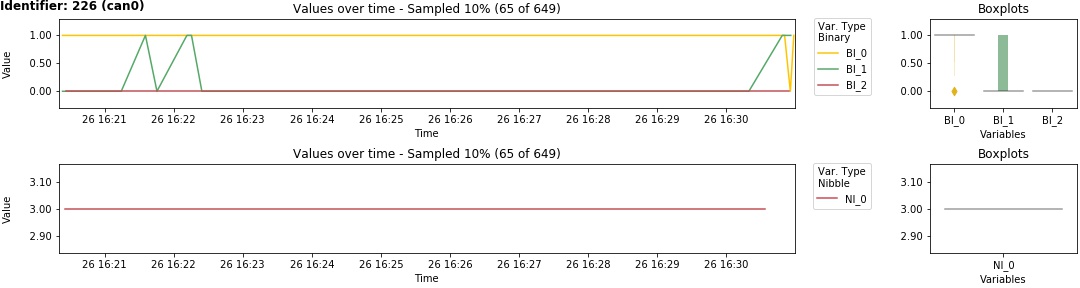 Identifier: 226 (can0)
Values over time - Sampled 10% (65 of 649)
Value
1.00
0.50
0.00
26 16:21 26 16:22 26 16:23 26 16:24 26 16:25 26 16:26 26 16:27 26 16:28 26 16:29 26 16:30
Time
Var. Type
Binary
BI_0
BI_1
BI_2
Boxplots
1.00
0.50
0.00
BI_0 BI_1 BI_2
Variables
Values over time - Sampled 10% (65 of 649)
Value
3.10
3.00
2.90
26 16:21 26 16:22 26 16:23 26 16:24 26 16:25 26 16:26 26 16:27 26 16:28 26 16:29 26 16:30
Time
Var. Type
Nibble
NI_0
Boxplots
3.10
3.00
2.90
NI_0
Variables